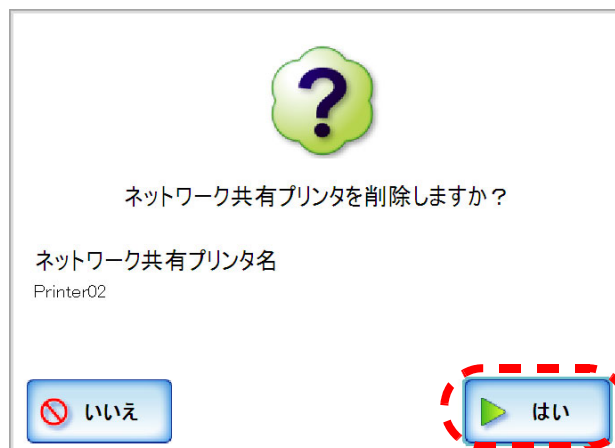 ネットワーク共有プリンタを削除しますか？
ネットワーク共有プリンタ名
Printer02
いいえ
はい